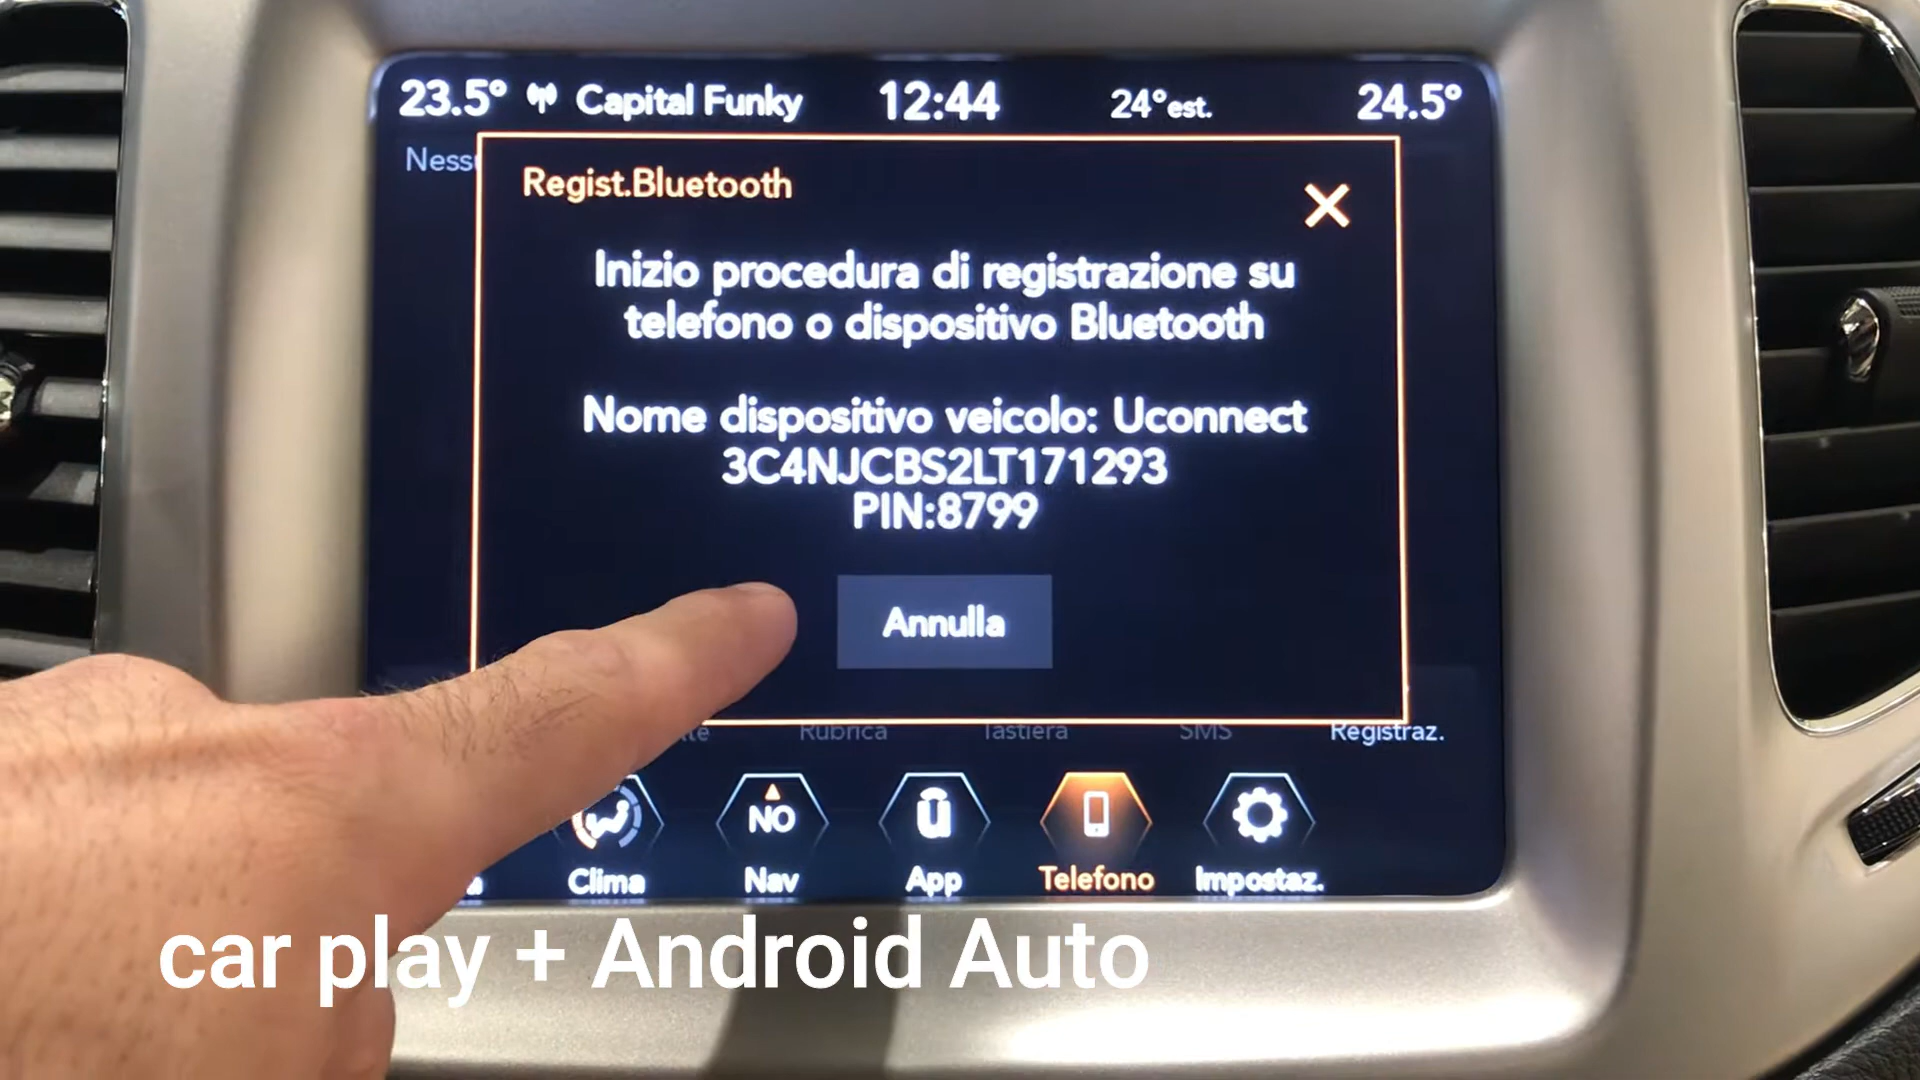 23.5° Capital Funky 12:44 24°est. 24.5°
Regist.Bluetooth
Inizio procedura di registrazione su
telefono o dispositivo Bluetooth
Nome dispositivo veicolo: Uconnect
3C4NJCBS2LT171293
PIN:8799
Annulla
Rubrica Tastiera SMS Registraz.
NO
Clima Nav App Telefono Impostaz.
car play + Android Auto